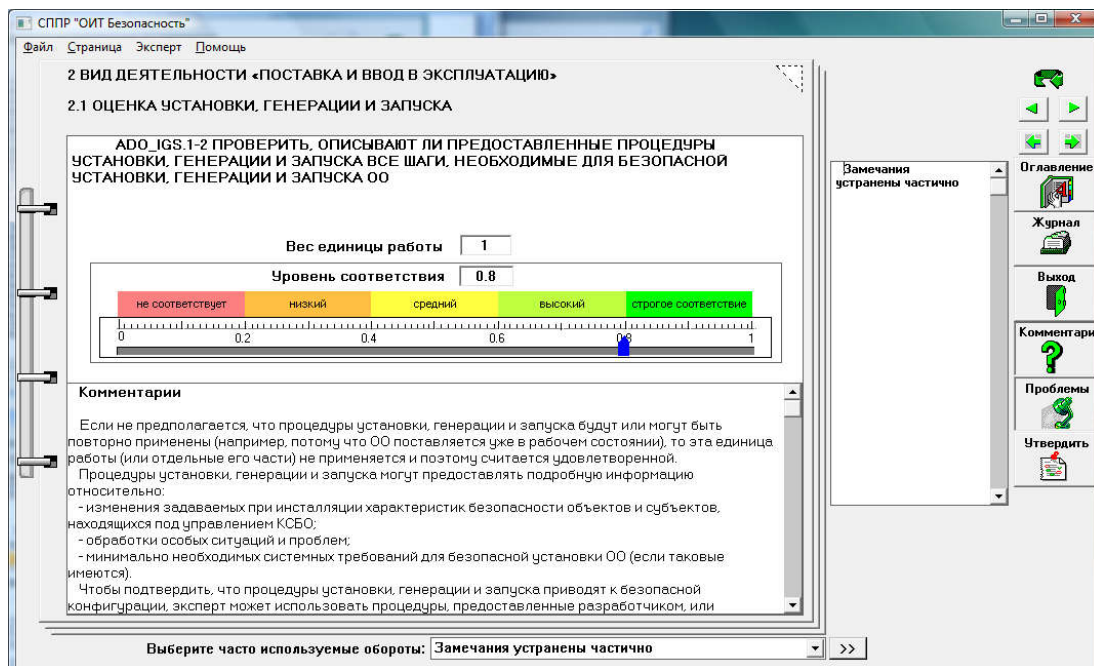 СППР "ОИТ Безопасность"
Файл Страница Эксперт Помощь
2 ВИД ДЕЯТЕЛЬНОСТИ «ПОСТАВКА И ВВОД В ЭКСПЛУАТАЦИЮ»
2.1 ОЦЕНКА УСТАНОВКИ, ГЕНЕРАЦИИ И ЗАПУСКА
ADO_IGS.1-2 ПРОВЕРИТЬ, ОПИСЫВАЮТ ЛИ ПРЕДОСТАВЛЕННЫЕ ПРОЦЕДУРЫ
УСТАНОВКИ, ГЕНЕРАЦИИ И ЗАПУСКА ВСЕ ШАГИ, НЕОБХОДИМЫЕ ДЛЯ БЕЗОПАСНОЙ
УСТАНОВКИ, ГЕНЕРАЦИИ И ЗАПУСКА ОО
Вес единицы работы 1
Уровень соответствия 0.8
не соответствует низкий средний высокий строгое соответствие
0 0.2 0.4 0.6 0.8 1
Комментарии
Если не предполагается, что процедуры установки, генерации и запуска будут или могут быть
повторно применены (например, потому что ОО поставляется уже в рабочем состоянии), то эта единица
работы (или отдельные его части) не применяется и поэтому считается удовлетворенной.
Процедуры установки, генерации и запуска могут предоставлять подробную информацию
относительно:
- изменения задаваемых при инсталляции характеристик безопасности объектов и субъектов,
находящихся под управлением КСБО;
- обработки особых ситуаций и проблем;
- минимально необходимых системных требований для безопасной установки ОО (если таковые
имеются).
Чтобы подтвердить, что процедуры установки, генерации и запуска приводят к безопасной
конфигурации, эксперт может использовать процедуры, предоставленные разработчиком, или
Замечания
устранены частично
Оглавление
Журнал
Выход
Комментари
Проблемы
Утвердить
Выберите часто используемые обороты: Замечания устранены частично >>